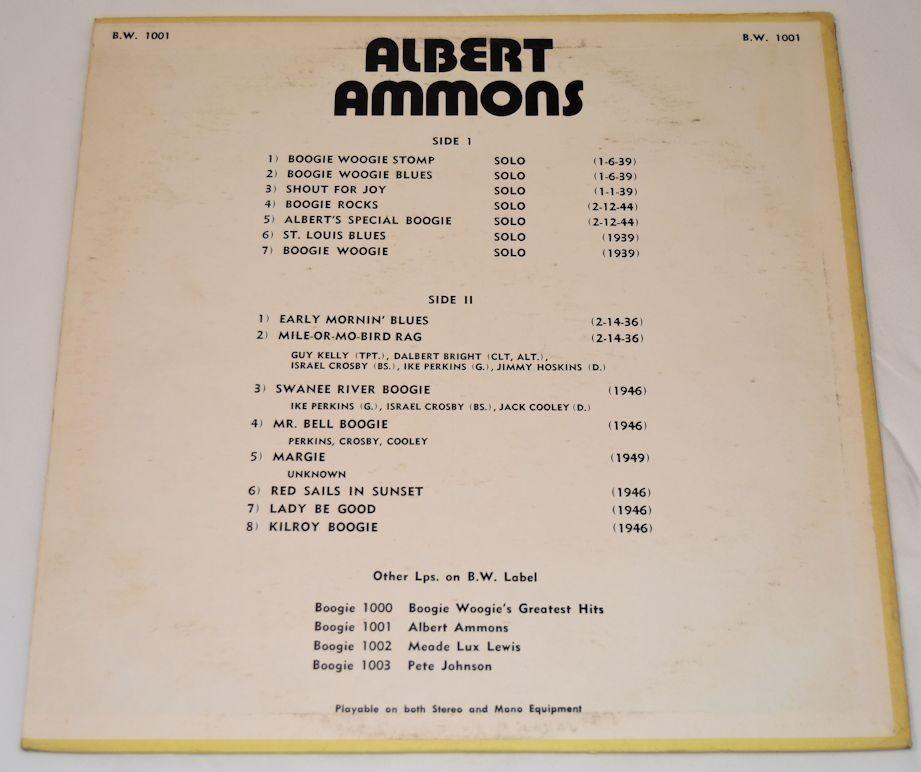 B.W. 1001 B.W. 1001
ALBERT
AMMONS
SIDE I
1) BOOGIE WOOGIE STOMP SOLO (1-6-39)
2) BOOGIE WOOGIE BLUES SOLO (1-6-39)
3) SHOUT FOR JOY SOLO (1-1-39)
4) BOOGIE ROCKS SOLO (2-12-44)
5) ALBERT'S SPECIAL BOOGIE SOLO (2-12-44)
6) ST. LOUIS BLUES SOLO (1939)
7) BOOGIE WOOGIE SOLO (1939)
SIDE II
1) EARLY MORNIN' BLUES (2-14-36)
2) MILE-OR-MO-BIRD RAG (2-14-36)
GUY KELLY (TPT.), DALBERT BRIGHT (CLT, ALT.),
ISRAEL CROSBY (BS.), IKE PERKINS (G.), JIMMY HOSKINS (D.)
3) SWANEE RIVER BOOGIE (1946)
IKE PERKINS (G.), ISRAEL CROSBY (BS.), JACK COOLEY (D.)
4) MR. BELL BOOGIE (1946)
PERKINS, CROSBY, COOLEY
5) MARGIE (1949)
UNKNOWN
6) RED SAILS IN SUNSET (1946)
7) LADY BE GOOD (1946)
8) KILROY BOOGIE (1946)
Other Lps. on B.W. Label
Boogie 1000 Boogie Woogie's Greatest Hits
Boogie 1001 Albert Ammons
Boogie 1002 Meade Lux Lewis
Boogie 1003 Pete Johnson
Playable on both Stereo and Mono Equipment